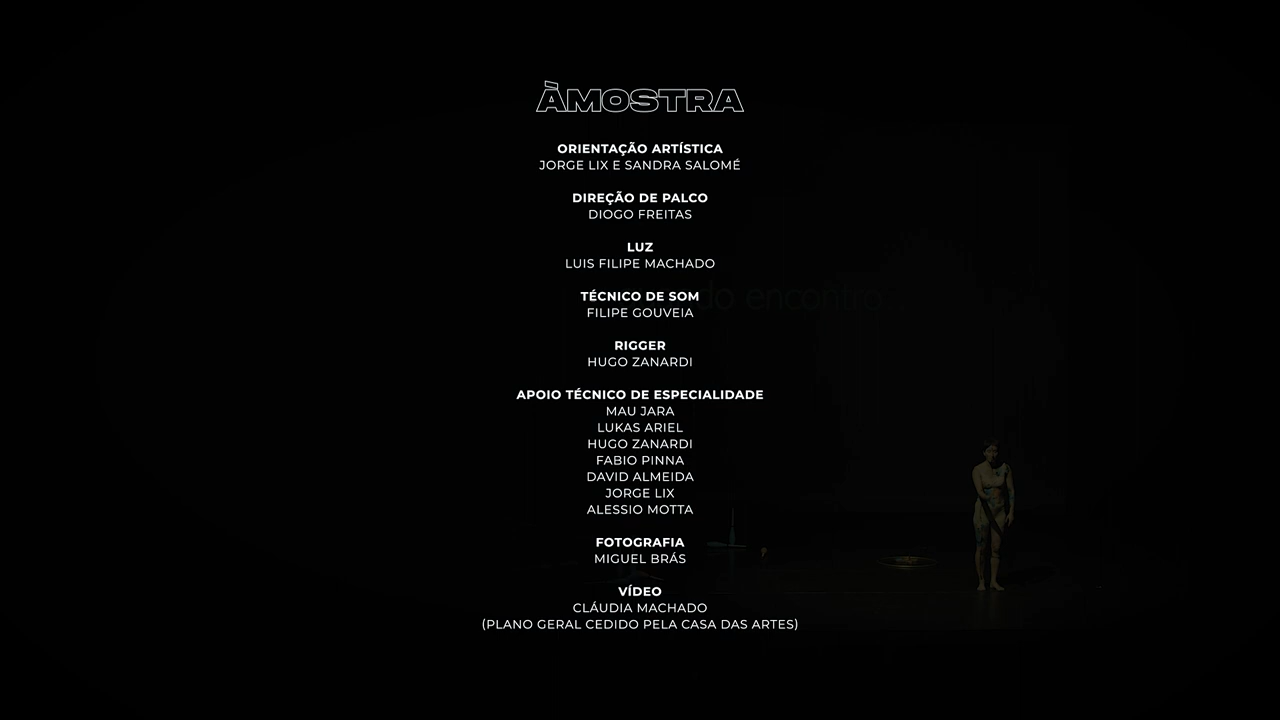 ÀMOSTRA
ORIENTAÇÃO ARTÍSTICA
JORGE LIX E SANDRA SALOMÉ
DIREÇÃO DE PALCO
DIOGO FREITAS
LUZ
LUIS FILIPE MACHADO
TÉCNICO DE SOM
FILIPE GOUVEIA
do encontro
RIGGER
HUGO ZANARDI
APOIO TÉCNICO DE ESPECIALIDADE
MAU JARA
LUKAS ARIEL
HUGO ZANARDI
FABIO PINNA
DAVID ALMEIDA
JORGE LIX
ALESSIO MOTTA
FOTOGRAFIA
MIGUEL BRÁS
VÍDEO
CLÁUDIA MACHADO
(PLANO GERAL CEDIDO PELA CASA DAS ARTES)